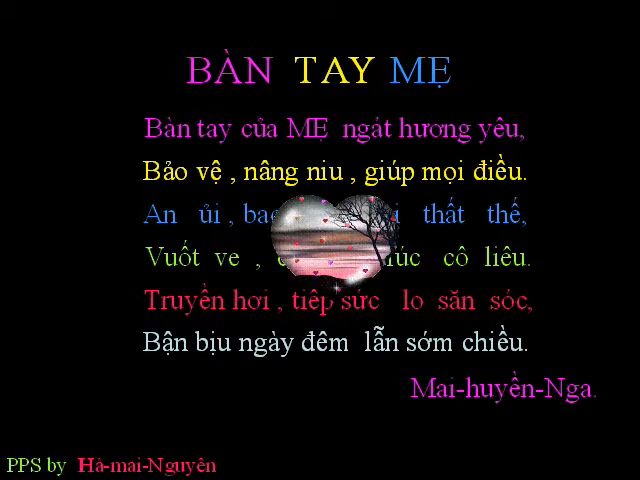 BÀN TAY MẸ
Bàn tay của MẸ ngát hương yêu,
Bảo vệ , nâng niu , giúp mọi điều.
An ủi , thất thế,
Vuốt ve , cô liêu.
Truyền hơi , tiếp sức lo săn sóc,
Bận bịu ngày đêm lẫn sớm chiều.
Mai-huyền-Nga.
PPS by Hà-mai-Nguyên